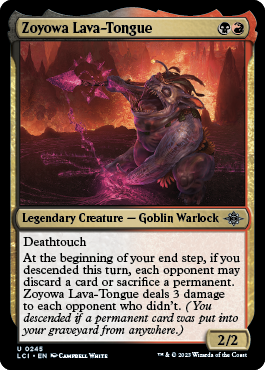 Zoyowa Lava-Tongue
Legendary Creature — Goblin Warlock
Deathtouch
At the beginning of your end step, if you
descended this turn, each opponent may
discard a card or sacrifice a permanent.
Zoyowa Lava-Tongue deals 3 damage
to each opponent who didn't. (You
descended if a permanent card was put into
your graveyard from anywhere.)
2/2
U 0245
LCI • EN Campbell White
™ & © 2023 Wizards of the Coast